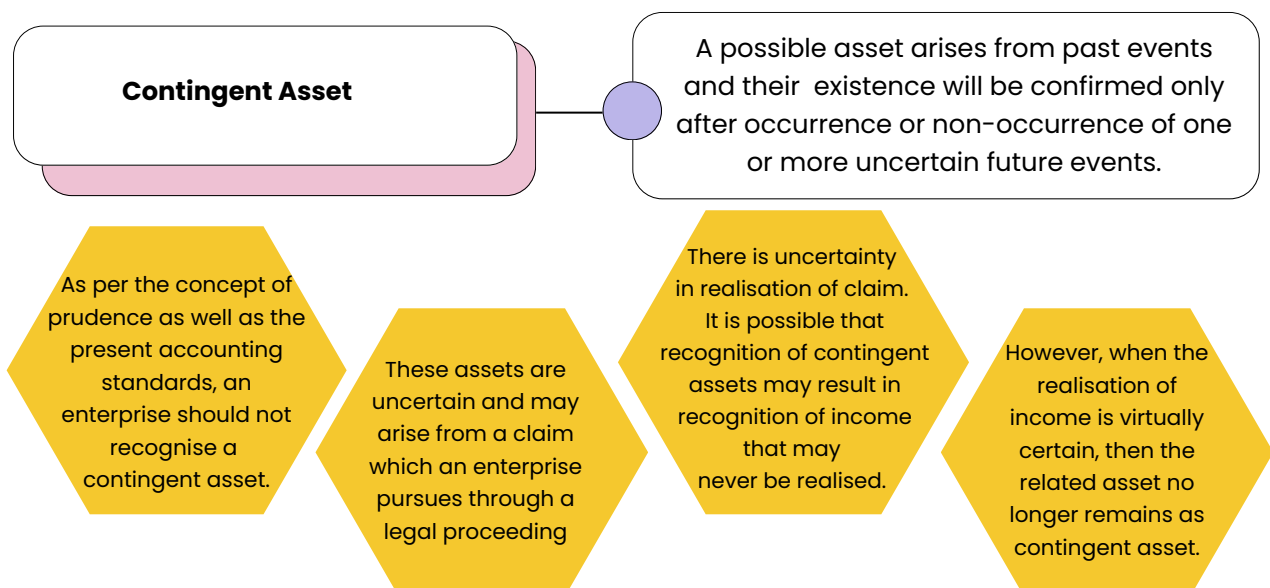 Contingent Asset
A possible asset arises from past events
and their  existence will be confirmed only
after occurrence or non-occurrence of one
or more uncertain future events.
As per the concept of
prudence as well as the
present accounting
standards, an
enterprise should not
recognise a
contingent asset.
These assets are
uncertain and may
arise from a claim
which an enterprise
pursues through a
legal proceeding
There is uncertainty
in realisation of claim.
It is possible that
recognition of contingent
assets may result in
recognition of income
that may
never be realised.
However, when the
realisation of
income is virtually
certain, then the
related asset no
longer remains as
contingent asset.